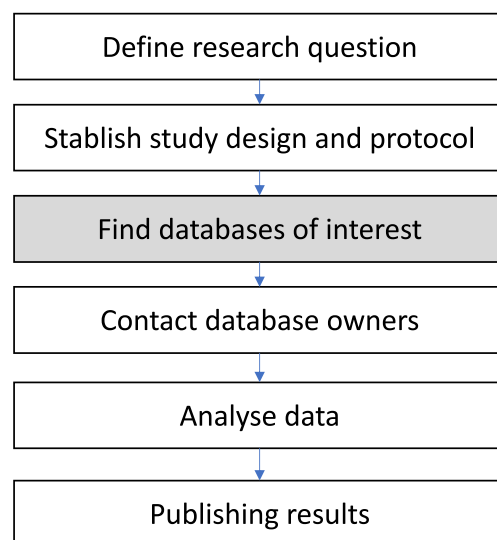 Define research question
Stablish study design and protocol
Find databases of interest
Contact database owners
Analyse data
Publishing results